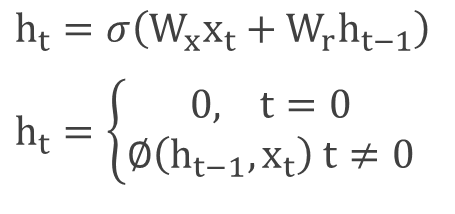 hₜ = σ(Wₓxₜ + Wᵣhₜ₋₁)
hₜ = { 0, t = 0
∅(hₜ₋₁, xₜ) t ≠ 0